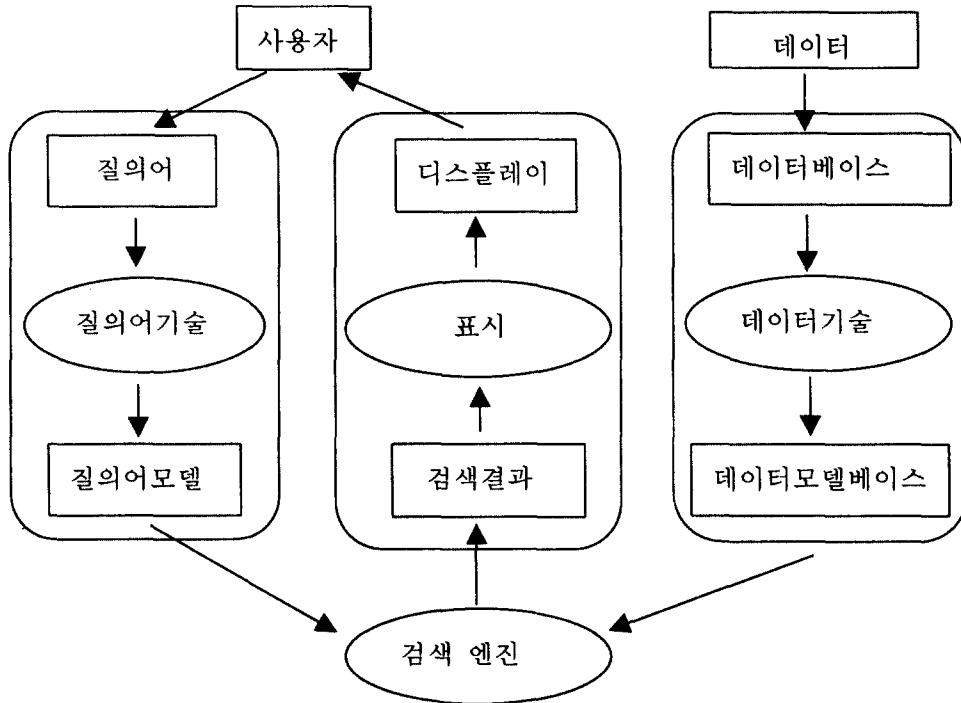 사용자
데이터
질의어
디스플레이
데이터베이스
질의어기술
표시
데이터기술
질의어모델
검색결과
데이터모델베이스
검색 엔진